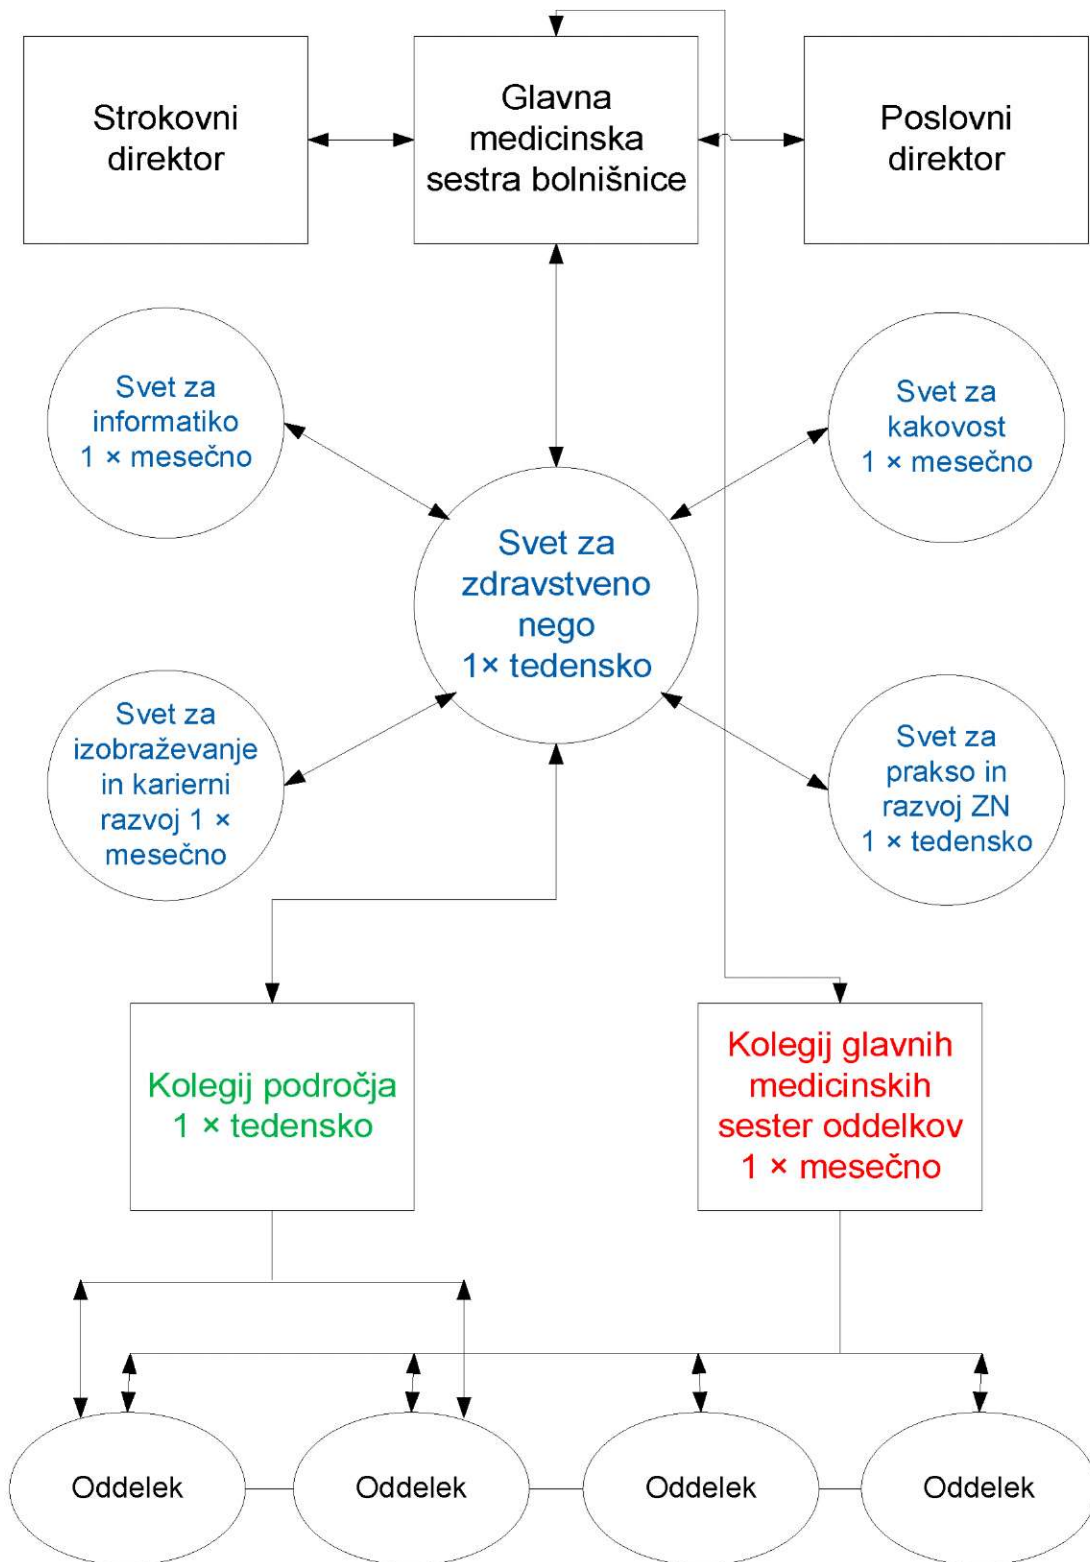 Strokovni
direktor
Glavna
medicinska
sestra bolnišnice
Poslovni
direktor
Svet za
informatiko
1 × mesečno
Svet za
kakovost
1 × mesečno
Svet za
zdravstveno
nego
1× tedensko
Svet za
izobraževanje
in karierni
razvoj 1 ×
mesečno
Svet za
prakso in
razvoj ZN
1 × tedensko
Kolegij področja
1 × tedensko
Kolegij glavnih
medicinskih
sester oddelkov
1 × mesečno
Oddelek
Oddelek
Oddelek
Oddelek